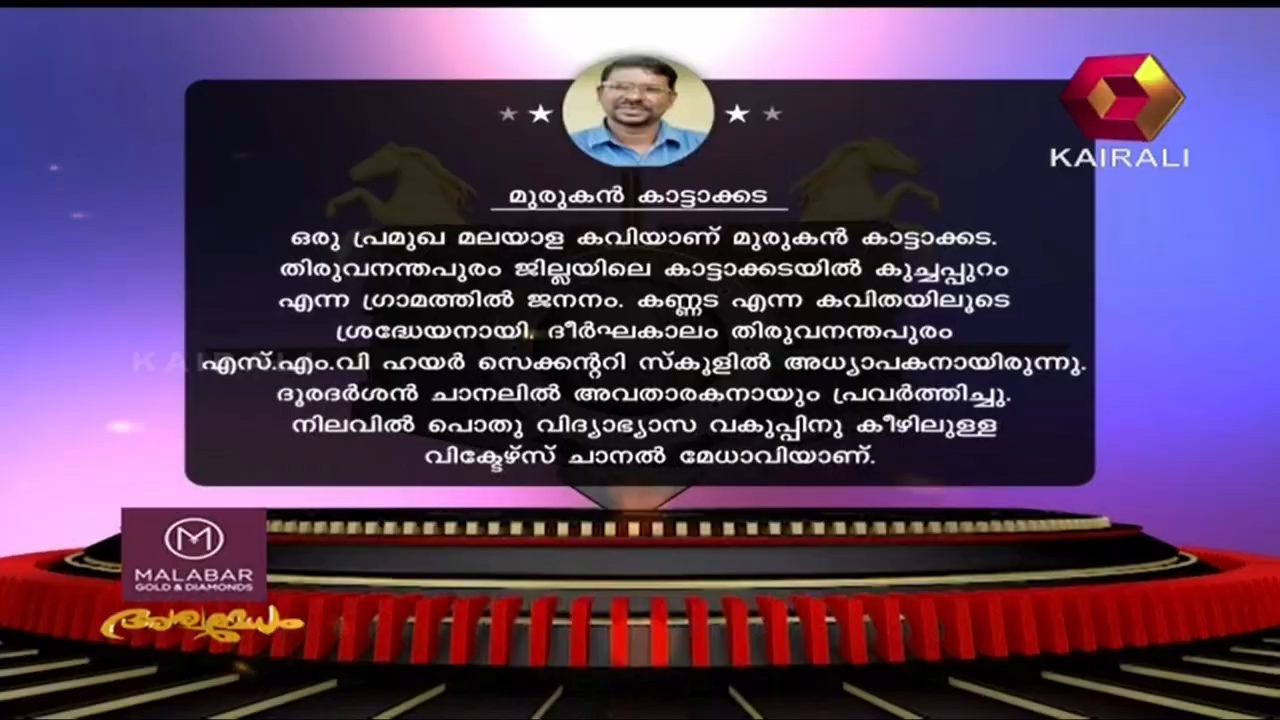 KAIRALI
മുരുകൻ കാട്ടാക്കട
ഒരു പ്രമുഖ മലയാള കവിയാണ് മുരുകൻ കാട്ടാക്കട.
തിരുവനന്തപുരം ജില്ലയിലെ കാട്ടാക്കടയിൽ കുച്ചപ്പുറം
എന്ന ഗ്രാമത്തിൽ ജനനം. കണ്ണട എന്ന കവിതയിലൂടെ
ശ്രദ്ധേയനായി. ദീർഘകാലം തിരുവനന്തപുരം
എസ്.എം.വി ഹയർ സെക്കന്ററി സ്കൂളിൽ അധ്യാപകനായിരുന്നു.
ദൂരദർശൻ ചാനലിൽ അവതാരകനായും പ്രവർത്തിച്ചു.
നിലവിൽ പൊതു വിദ്യാഭ്യാസ വകുപ്പിനു കീഴിലുള്ള
വിക്ടേഴ്സ് ചാനൽ മേധാവിയാണ്.
KAIRALI
M
MALABAR
GOLD & DIAMONDS
അശ്വമേധം